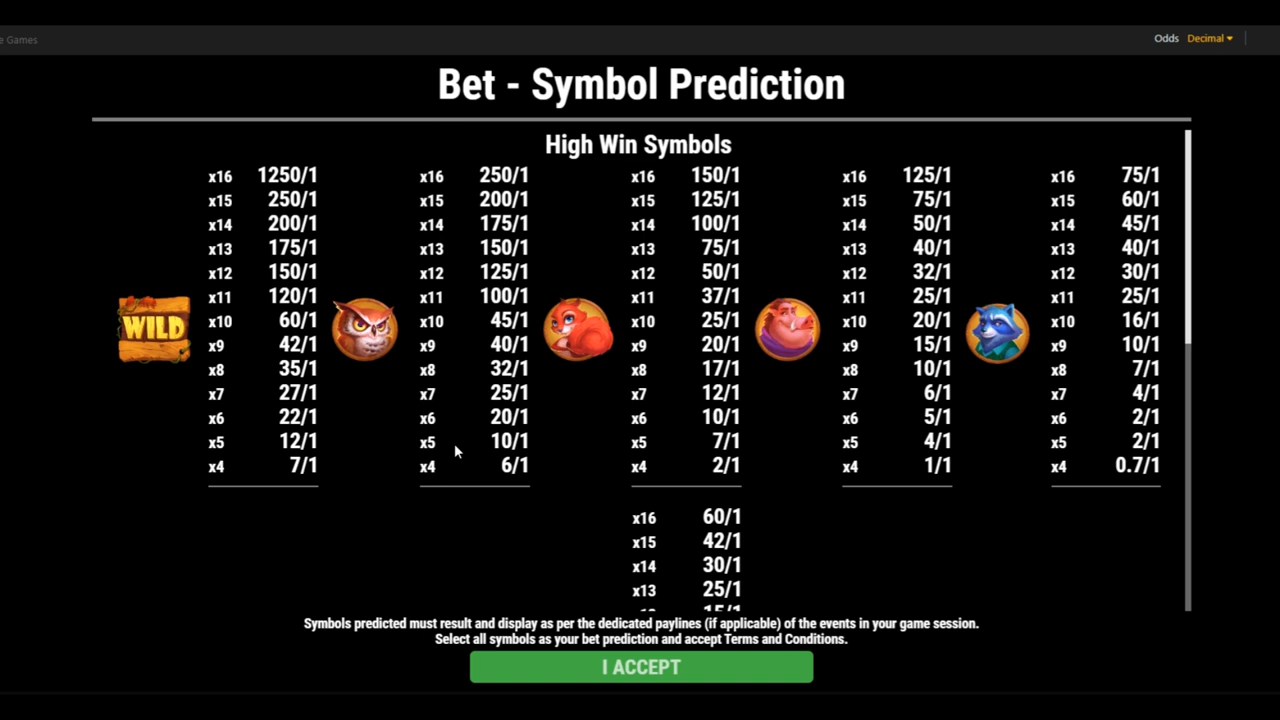 e Games
Odds Decimal
Bet - Symbol Prediction
High Win Symbols
x16 1250/1 x16 250/1 x16 150/1 x16 125/1 x16 75/1
x15 250/1 x15 200/1 x15 125/1 x15 75/1 x15 60/1
x14 200/1 x14 175/1 x14 100/1 x14 50/1 x14 45/1
x13 175/1 x13 150/1 x13 75/1 x13 40/1 x13 40/1
x12 150/1 x12 125/1 x12 50/1 x12 32/1 x12 30/1
x11 120/1 x11 100/1 x11 37/1 x11 25/1 x11 25/1
WILD x10 60/1 x10 45/1 x10 25/1 x10 20/1 x10 16/1
x9 42/1 x9 40/1 x9 20/1 x9 15/1 x9 10/1
x8 35/1 x8 32/1 x8 17/1 x8 10/1 x8 7/1
x7 27/1 x7 25/1 x7 12/1 x7 6/1 x7 4/1
x6 22/1 x6 20/1 x6 10/1 x6 5/1 x6 2/1
x5 12/1 x5 10/1 x5 7/1 x5 4/1 x5 2/1
x4 7/1 x4 6/1 x4 2/1 x4 1/1 x4 0.7/1
x16 60/1
x15 42/1
x14 30/1
x13 25/1
Symbols predicted must result and display as per the dedicated paylines (if applicable) of the events in your game session.
Select all symbols as your bet prediction and accept Terms and Conditions.
I ACCEPT